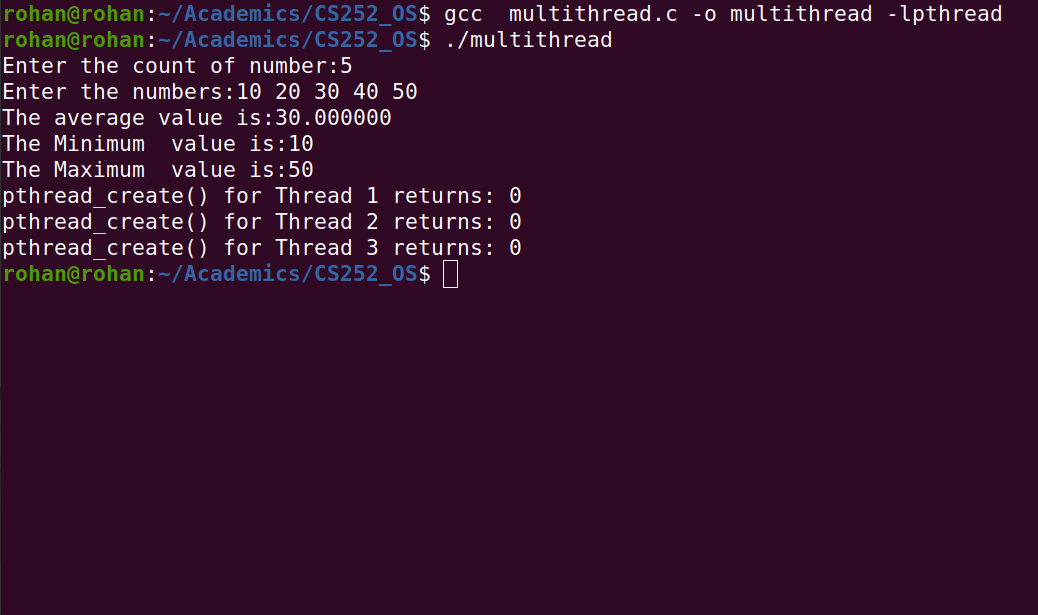 rohan@rohan:~/Academics/CS252_OS$ gcc  multithread.c -o multithread -lpthread
rohan@rohan:~/Academics/CS252_OS$ ./multithread
Enter the count of number:5
Enter the numbers:10 20 30 40 50
The average value is:30.000000
The Minimum  value is:10
The Maximum  value is:50
pthread_create() for Thread 1 returns: 0
pthread_create() for Thread 2 returns: 0
pthread_create() for Thread 3 returns: 0
rohan@rohan:~/Academics/CS252_OS$